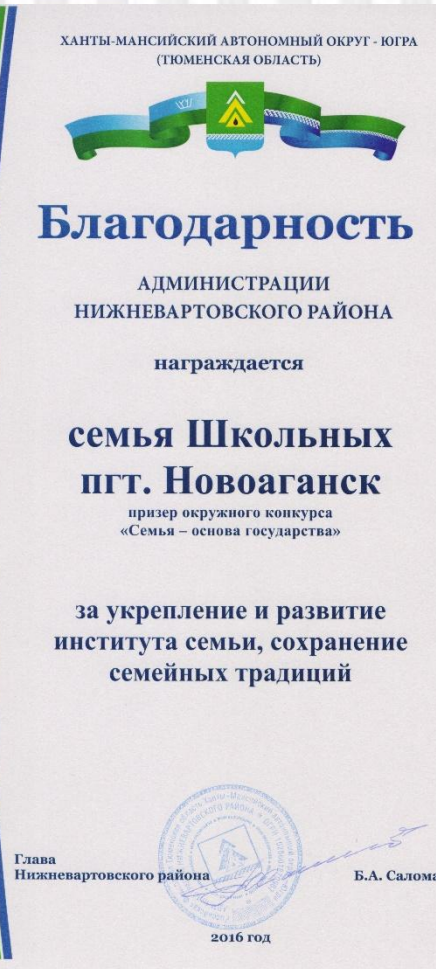 ХАНТЫ-МАНСИЙСКИЙ АВТОНОМНЫЙ ОКРУГ - ЮГРА
(ТЮМЕНСКАЯ ОБЛАСТЬ)
Благодарность
АДМИНИСТРАЦИИ
НИЖНЕВАРТОВСКОГО РАЙОНА
награждается
семья Школьных
пгт. Новоаганск
призер окружного конкурса
«Семья – основа государства»
за укрепление и развитие
института семьи, сохранение
семейных традиций
Глава
Нижневартовского района
Б.А. Салома
2016 год